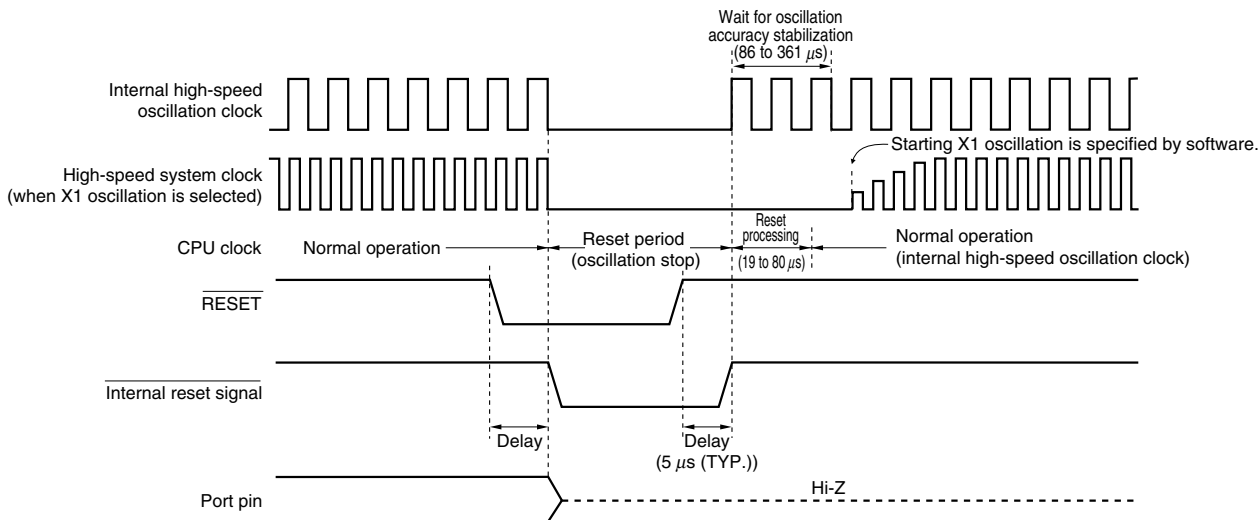 Wait for oscillation
accuracy stabilization
(86 to 361 μs)
Internal high-speed
oscillation clock
Starting X1 oscillation is specified by software.
High-speed system clock
(when X1 oscillation is selected)
CPU clock
Normal operation
Reset period
(oscillation stop)
Reset
processing
(19 to 80 μs)
Normal operation
(internal high-speed oscillation clock)
RESET
Internal reset signal
Delay
Delay
(5 μs (TYP.))
Port pin
Hi-Z